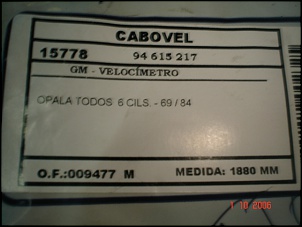 CABOVEL
15778 94 615 217
GM - VELOCÍMETRO
OPALA TODOS 6 CILS. - 69 / 84
O.F.:009477 M MEDIDA: 1880 MM
1 10 2006